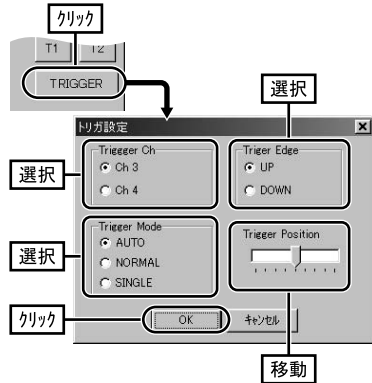 クリック
T1 T2
TRIGGER
選択
トリガ設定
Trigger Ch
Triger Edge
選択
Ch 3
UP
Ch 4
DOWN
Trigger Mode
Trigger Position
選択
AUTO
NORMAL
SINGLE
クリック
OK
キャンセル
移動